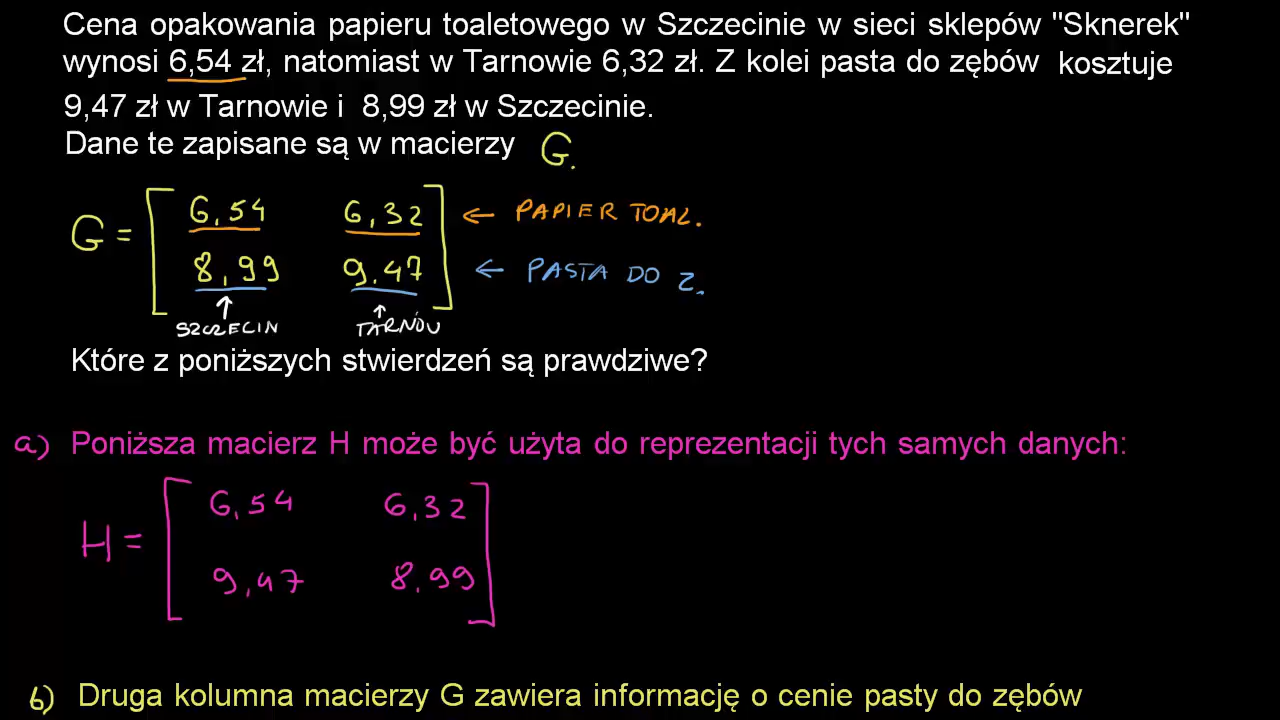 Cena opakowania papieru toaletowego w Szczecinie w sieci sklepów "Sknerek"
wynosi 6,54 zł, natomiast w Tarnowie 6,32 zł. Z kolei pasta do zębów kosztuje
9,47 zł w Tarnowie i 8,99 zł w Szczecinie.
Dane te zapisane są w macierzy G.
6,54 6,32 ← PAPIER TOAL.
G =
8,99 9,47 ← PASTA DO Z.
↑ ↑
SZCZECIN TARNÓW
Które z poniższych stwierdzeń są prawdziwe?
a) Poniższa macierz H może być użyta do reprezentacji tych samych danych:
6,54 6,32
H =
9,47 8,99
b) Druga kolumna macierzy G zawiera informację o cenie pasty do zębów